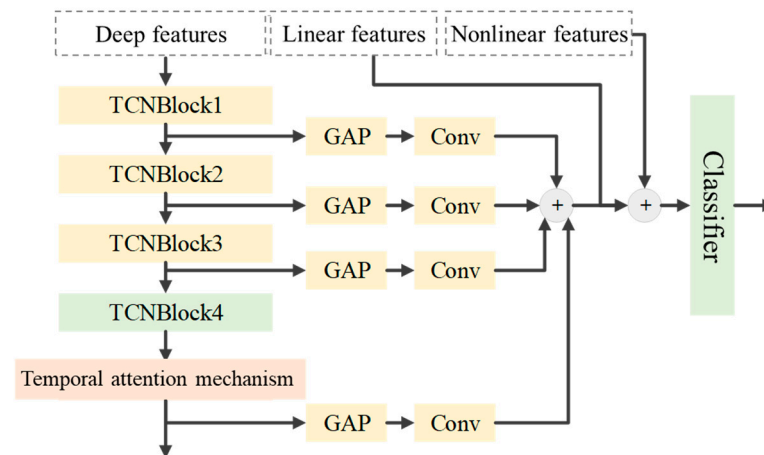 Deep features
Linear features
Nonlinear features
TCNBlock1
GAP
Conv
TCNBlock2
GAP
Conv
+
+
Classifier
TCNBlock3
GAP
Conv
TCNBlock4
Temporal attention mechanism
GAP
Conv